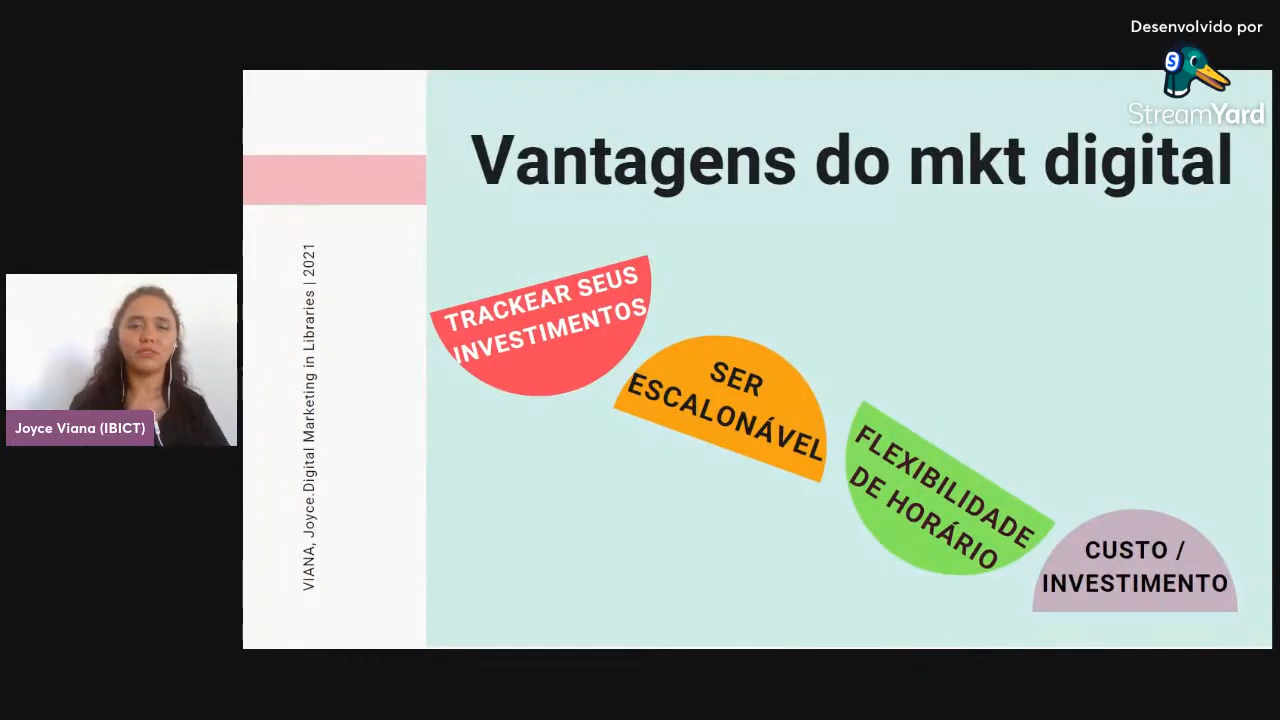 Desenvolvido por
StreamYard
Vantagens do mkt digital
TRACKEAR SEUS
INVESTIMENTOS
SER
ESCALONÁVEL
FLEXIBILIDADE
DE HORÁRIO
CUSTO /
INVESTIMENTO
VIANA, Joyce.Digital Marketing in Libraries | 2021
Joyce Viana (IBICT)